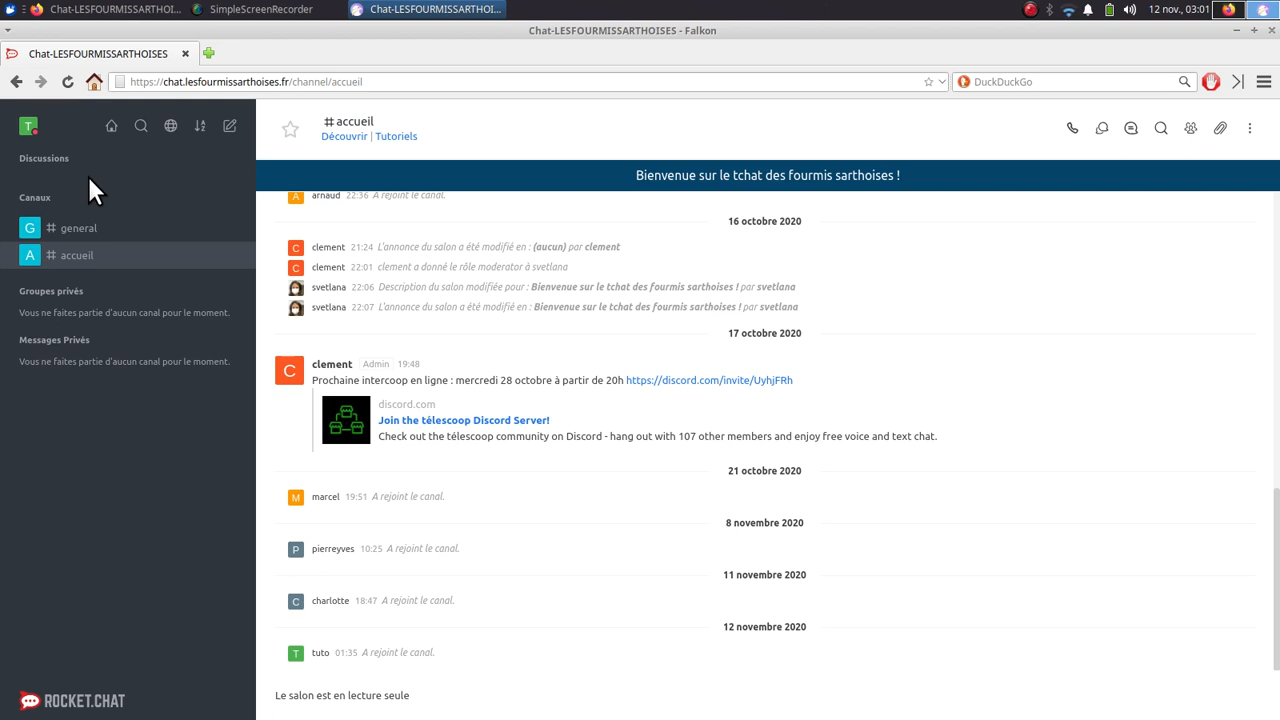 Chat-LESFOURMISSARTHOI...
SimpleScreenRecorder
Chat-LESFOURMISSARTHOI...
12 nov., 03:01
Chat-LESFOURMISSARTHOISES - Falkon
Chat-LESFOURMISSARTHOISES
https://chat.lesfourmissarthoises.fr/channel/accueil
DuckDuckGo
T
Discussions
Canaux
G # general
A # accueil
Groupes privés
Vous ne faites partie d'aucun canal pour le moment.
Messages Privés
Vous ne faites partie d'aucun canal pour le moment.
ROCKET.CHAT
# accueil
Découvrir | Tutoriels
Bienvenue sur le tchat des fourmis sarthoises !
A arnaud 22:36 A rejoint le canal.
16 octobre 2020
C clement 21:24 L'annonce du salon a été modifié en : (aucun) par clement
C clement 22:01 clement a donné le rôle moderator à svetlana
svetlana 22:06 Description du salon modifiée pour : Bienvenue sur le tchat des fourmis sarthoises ! par svetlana
svetlana 22:07 L'annonce du salon a été modifié en : Bienvenue sur le tchat des fourmis sarthoises ! par svetlana
17 octobre 2020
C clement Admin 19:48
Prochaine intercoop en ligne : mercredi 28 octobre à partir de 20h https://discord.com/invite/UyhjFRh
discord.com
Join the télescoop Discord Server!
Check out the télescoop community on Discord - hang out with 107 other members and enjoy free voice and text chat.
21 octobre 2020
M marcel 19:51 A rejoint le canal.
8 novembre 2020
P pierreyves 10:25 A rejoint le canal.
11 novembre 2020
C charlotte 18:47 A rejoint le canal.
12 novembre 2020
T tuto 01:35 A rejoint le canal.
Le salon est en lecture seule